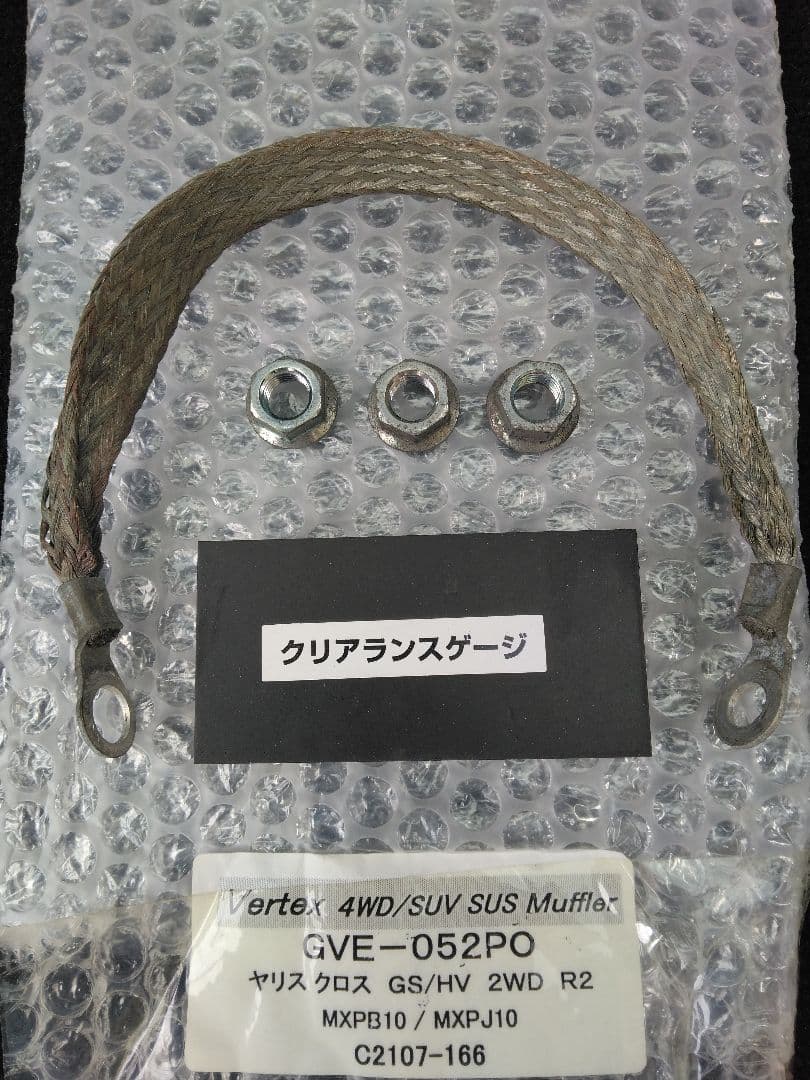 クリアランスゲージ
Vertex 4WD/SUV SUS Muffler
GVE-052PO
ヤリス クロス GS/HV 2WD R2
MXPB10 / MXPJ10
C2107-166